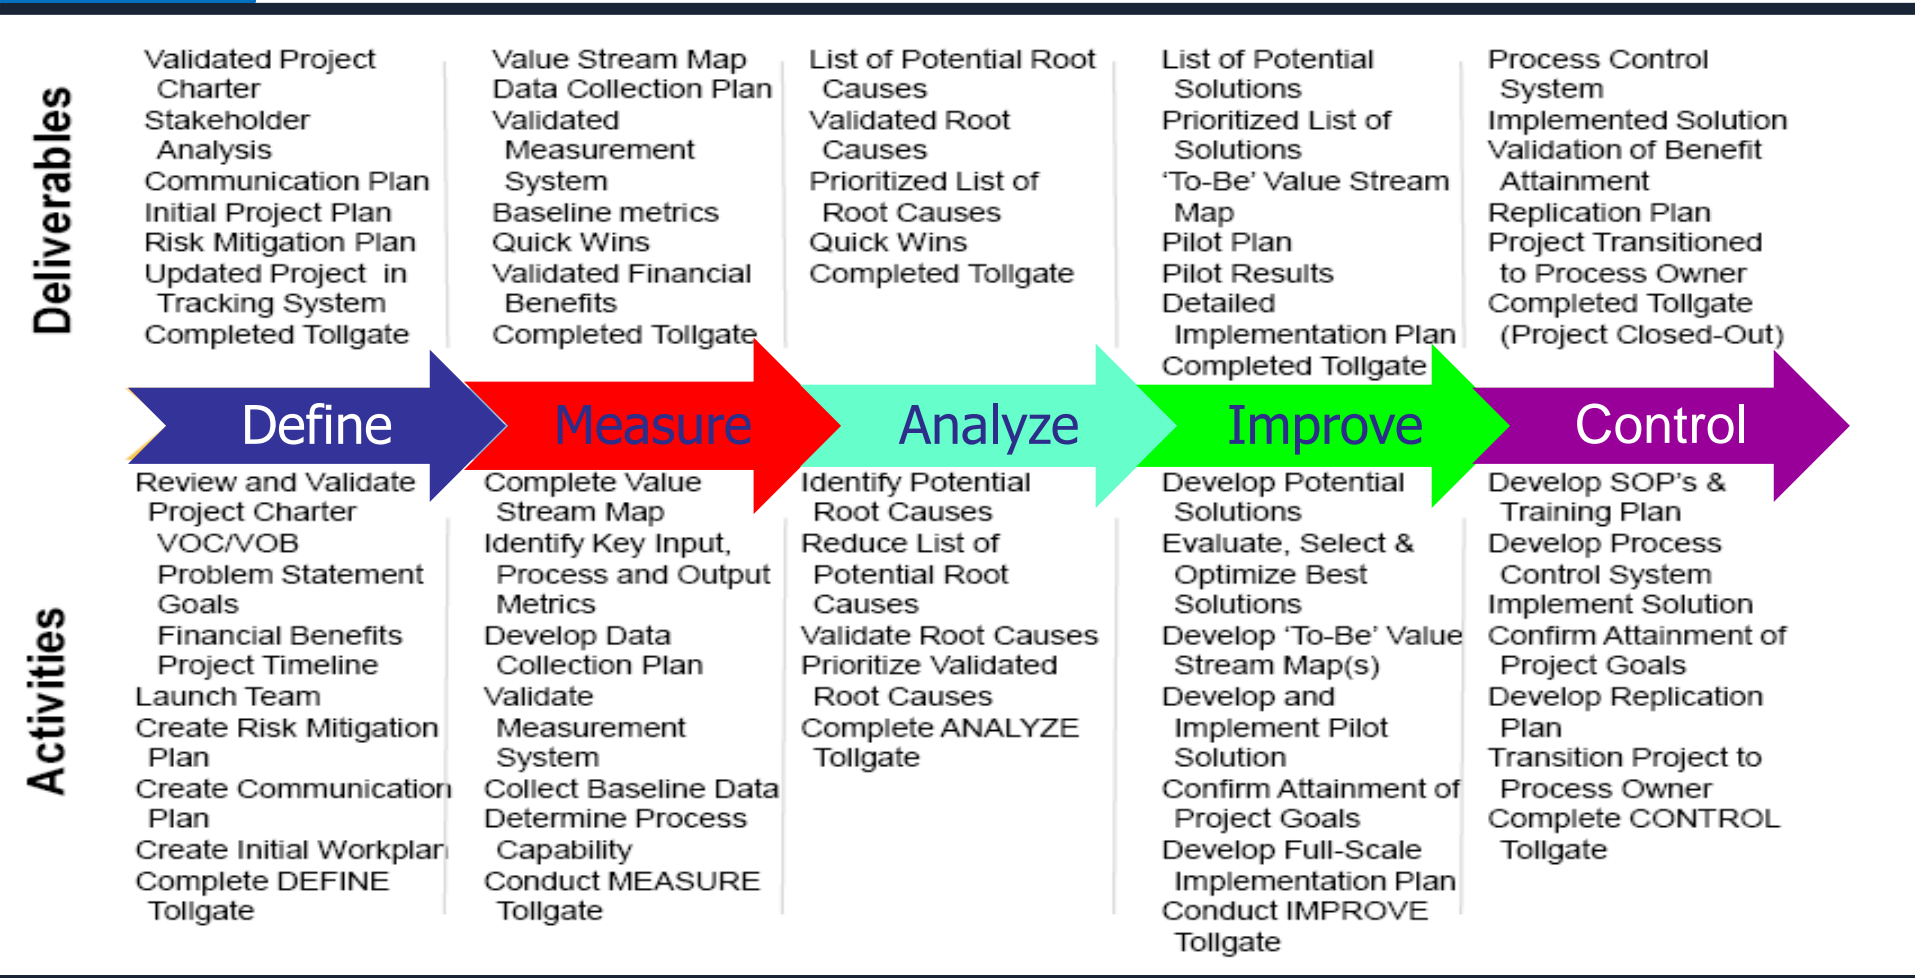 Deliverables
Validated Project
Charter
Stakeholder
Analysis
Communication Plan
Initial Project Plan
Risk Mitigation Plan
Updated Project in
Tracking System
Completed Tollgate
Value Stream Map
Data Collection Plan
Validated
Measurement
System
Baseline metrics
Quick Wins
Validated Financial
Benefits
Completed Tollgate
List of Potential Root
Causes
Validated Root
Causes
Prioritized List of
Root Causes
Quick Wins
Completed Tollgate
List of Potential
Solutions
Prioritized List of
Solutions
‘To-Be’ Value Stream
Map
Pilot Plan
Pilot Results
Detailed
Implementation Plan
Completed Tollgate
Process Control
System
Implemented Solution
Validation of Benefit
Attainment
Replication Plan
Project Transitioned
to Process Owner
Completed Tollgate
(Project Closed-Out)
Define
Measure
Analyze
Improve
Control
Activities
Review and Validate
Project Charter
VOC/VOB
Problem Statement
Goals
Financial Benefits
Project Timeline
Launch Team
Create Risk Mitigation
Plan
Create Communication
Plan
Create Initial Workplan
Complete DEFINE
Tollgate
Complete Value
Stream Map
Identify Key Input,
Process and Output
Metrics
Develop Data
Collection Plan
Validate
Measurement
System
Collect Baseline Data
Determine Process
Capability
Conduct MEASURE
Tollgate
Identify Potential
Root Causes
Reduce List of
Potential Root
Causes
Validate Root Causes
Prioritize Validated
Root Causes
Complete ANALYZE
Tollgate
Develop Potential
Solutions
Evaluate, Select &
Optimize Best
Solutions
Develop ‘To-Be’ Value
Stream Map(s)
Develop and
Implement Pilot
Solution
Confirm Attainment of
Project Goals
Develop Full-Scale
Implementation Plan
Conduct IMPROVE
Tollgate
Develop SOP's &
Training Plan
Develop Process
Control System
Implement Solution
Confirm Attainment of
Project Goals
Develop Replication
Plan
Transition Project to
Process Owner
Complete CONTROL
Tollgate